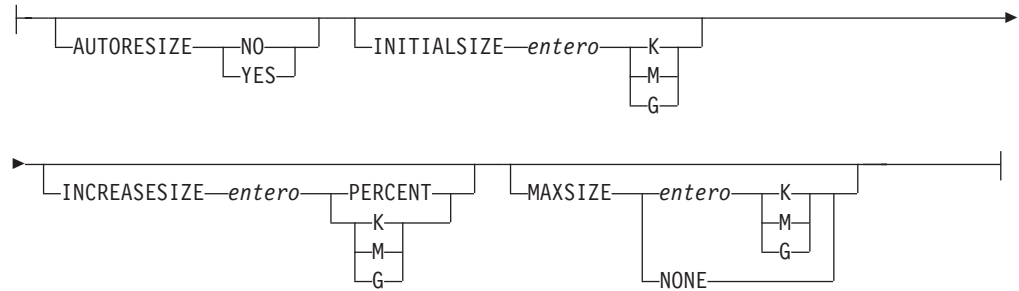 AUTORESIZE NO INITIALSIZE entero K
YES M
G
INCREASESIZE entero PERCENT MAXSIZE entero K
K M
M G
G NONE